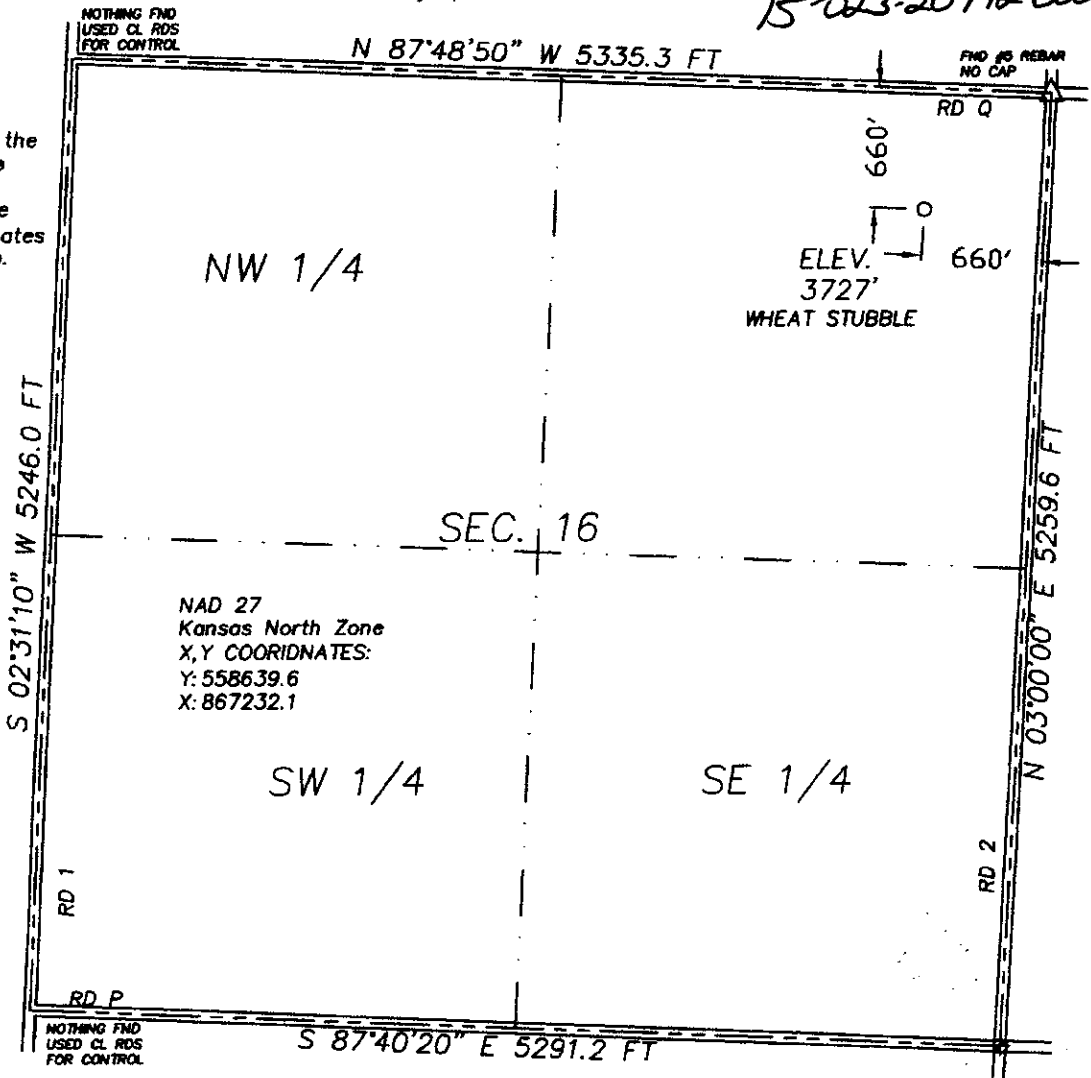 NOTHING FND
USED CL RDS
FOR CONTROL
N 87°48'50" W 5335.3 FT
FND #5 REBAR
NO CAP
RD Q
the
ates
660'
NW 1/4
ELEV.
3727'
660'
WHEAT STUBBLE
S 02°31'10" W 5246.0 FT
SEC. 16
N 03°00'00" E 5259.6 FT
NAD 27
Kansas North Zone
X,Y COORIDNATES:
Y: 558639.6
X: 867232.1
SW 1/4
SE 1/4
RD 1
RD 2
RD P
NOTHING FND
USED CL RDS
FOR CONTROL
S 87°40'20" E 5291.2 FT